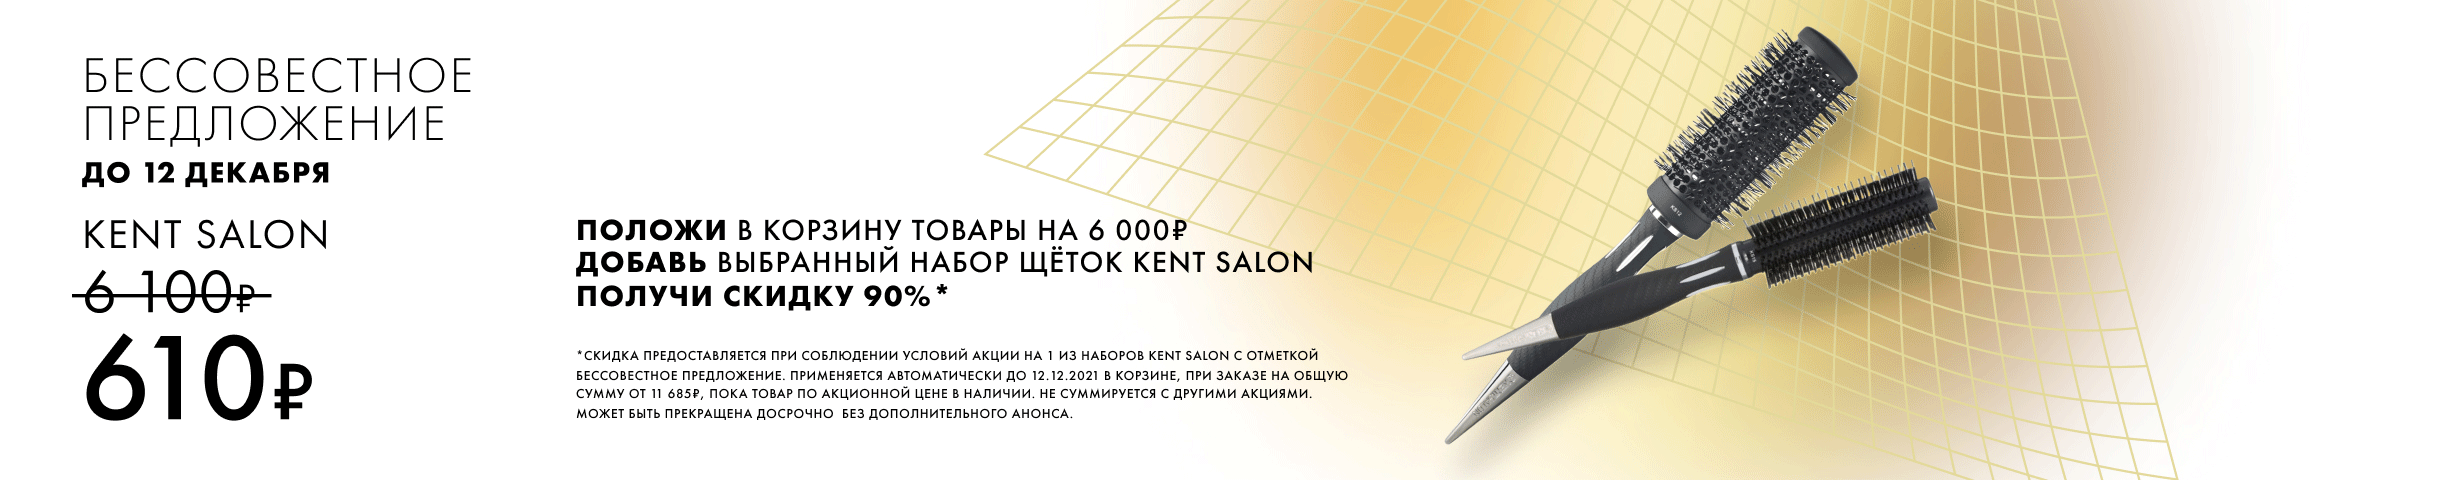 БЕССОВЕСТНОЕ
ПРЕДЛОЖЕНИЕ
ДО 12 ДЕКАБРЯ
KENT SALON
6 100₽
610₽
ПОЛОЖИ В КОРЗИНУ ТОВАРЫ НА 6 000₽
ДОБАВЬ ВЫБРАННЫЙ НАБОР ЩЁТОК KENT SALON
ПОЛУЧИ СКИДКУ 90%*
*СКИДКА ПРЕДОСТАВЛЯЕТСЯ ПРИ СОБЛЮДЕНИИ УСЛОВИЙ АКЦИИ НА 1 ИЗ НАБОРОВ KENT SALON С ОТМЕТКОЙ
БЕССОВЕСТНОЕ ПРЕДЛОЖЕНИЕ. ПРИМЕНЯЕТСЯ АВТОМАТИЧЕСКИ ДО 12.12.2021 В КОРЗИНЕ, ПРИ ЗАКАЗЕ НА ОБЩУЮ
СУММУ ОТ 11 685₽, ПОКА ТОВАР ПО АКЦИОННОЙ ЦЕНЕ В НАЛИЧИИ. НЕ СУММИРУЕТСЯ С ДРУГИМИ АКЦИЯМИ.
МОЖЕТ БЫТЬ ПРЕКРАЩЕНА ДОСРОЧНО БЕЗ ДОПОЛНИТЕЛЬНОГО АНОНСА.